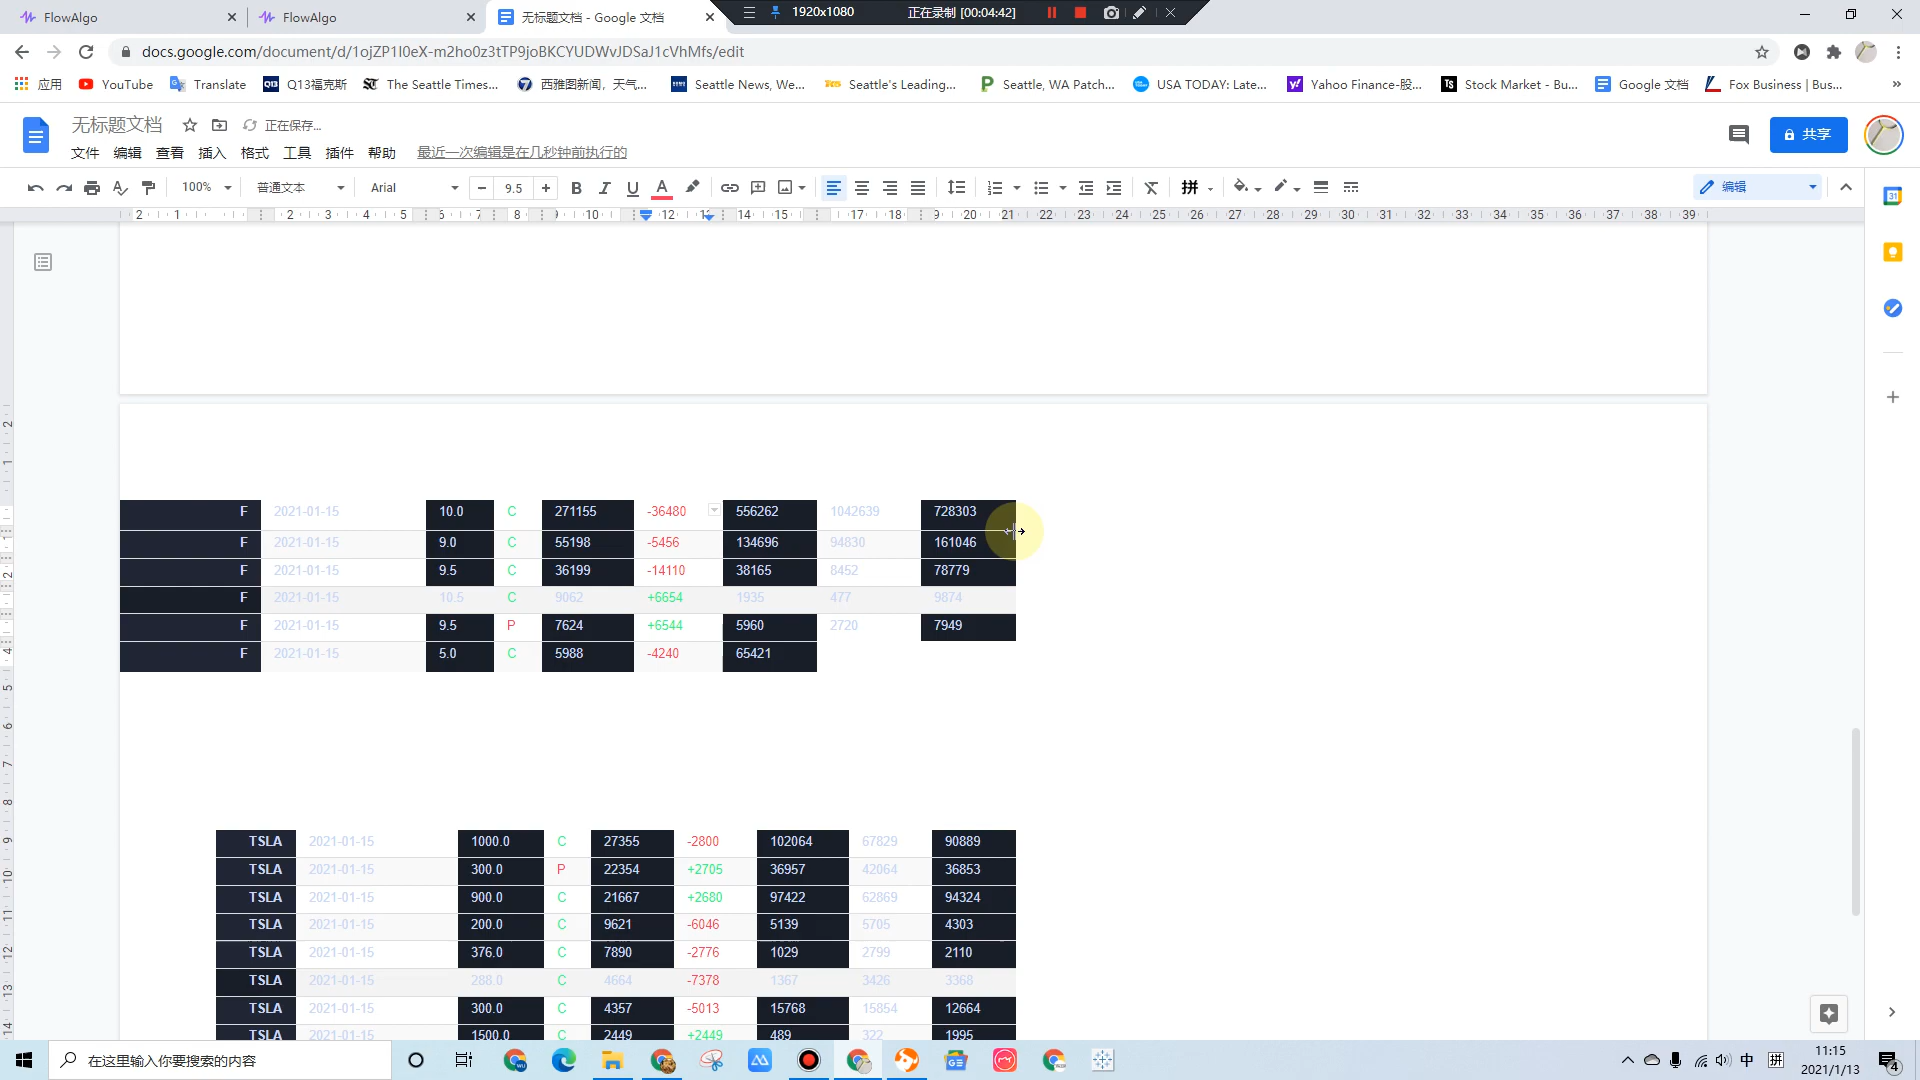 FlowAlgo
FlowAlgo
无标题文档 - Google 文档
1920x1080
正在录制 [00:04:42]
docs.google.com/document/d/1ojZP1I0eX-m2ho0z3tTP9joBKCYUDWvJDSaJ1cVhMfs/edit
应用
YouTube
Translate
Q13福克斯
The Seattle Times...
西雅图新闻，天气...
Seattle News, We...
Seattle's Leading...
Seattle, WA Patch...
USA TODAY: Late...
Yahoo Finance-股...
Stock Market - Bu...
Google 文档
Fox Business | Bus...
无标题文档
正在保存...
共享
文件 编辑 查看 插入 格式 工具 插件 帮助 最近一次编辑是在几秒钟前执行的
100% 普通文本 Arial 9.5 编辑
F 2021-01-15 10.0 C 271155 -36480 556262 1042639 728303
F 2021-01-15 9.0 C 55198 -5456 134696 94830 161046
F 2021-01-15 9.5 C 36199 -14110 38165 8452 78779
F 2021-01-15 10.5 C 9062 +6654 1935 477 9874
F 2021-01-15 9.5 P 7624 +6544 5960 2720 7949
F 2021-01-15 5.0 C 5988 -4240 65421
TSLA 2021-01-15 1000.0 C 27355 -2800 102064 67829 90889
TSLA 2021-01-15 300.0 P 22354 +2705 36957 42064 36853
TSLA 2021-01-15 900.0 C 21667 +2680 97422 62869 94324
TSLA 2021-01-15 200.0 C 9621 -6046 5139 5705 4303
TSLA 2021-01-15 376.0 C 7890 -2776 1029 2799 2110
TSLA 2021-01-15 288.0 C 4664 -7378 1367 3426 3368
TSLA 2021-01-15 300.0 C 4357 -5013 15768 15854 12664
TSLA 2021-01-15 1500.0 C 2449 +2449 489 322 1995
在这里输入你要搜索的内容
中 拼
11:15
2021/1/13
4